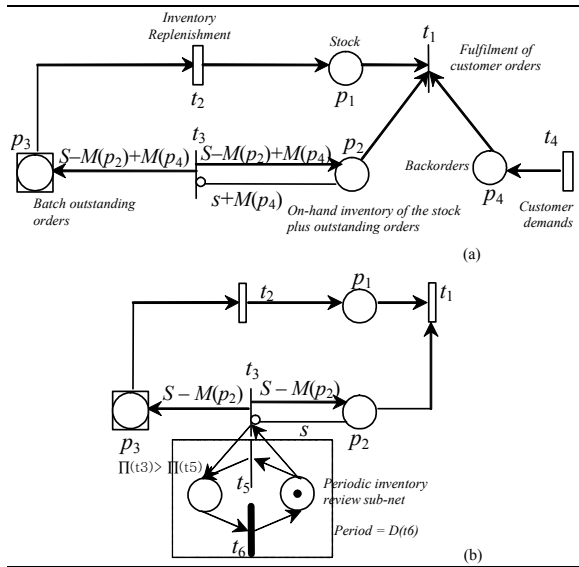 Inventory
Replenishment
Stock
t1
Fulfilment of
customer orders
t2
p1
p3
t3
S–M(p2)+M(p4)
S–M(p2)+M(p4)
p2
t4
Backorders
s+M(p4)
p4
Batch outstanding
orders
On-hand inventory of the stock
plus outstanding orders
Customer
demands
(a)
t2
p1
t1
t3
S – M(p2)
S – M(p2)
p3
s
p2
Π(t3)> Π(t5)
t5
Periodic inventory
review sub-net
Period = D(t6)
t6
(b)